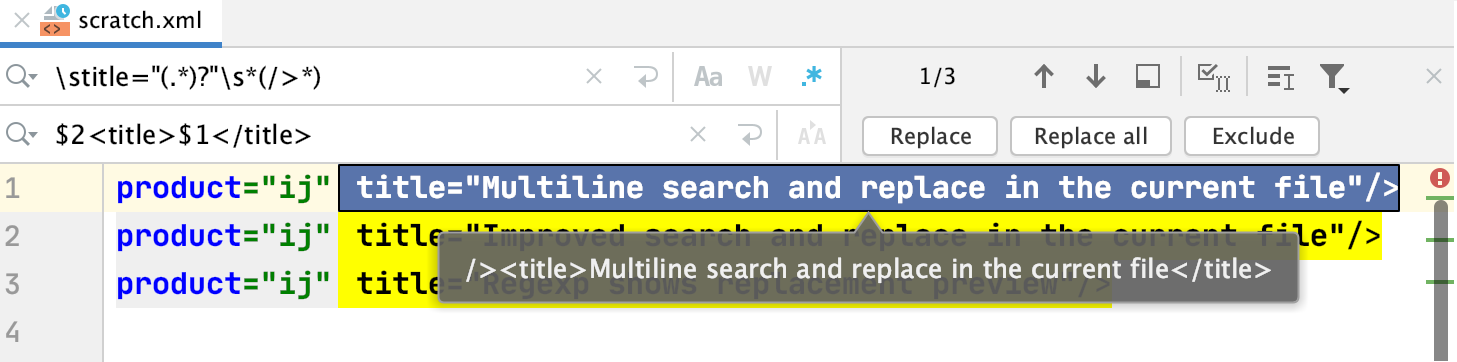 scratch.xml
\stitle="(.*)?"\s*(/>*)
Aa W .*
1/3
$2<title>$1</title>
AA
Replace
Replace all
Exclude
1 product="ij" title="Multiline search and replace in the current file"/>
2 product="ij" title="Improved search and replace in the current file"/>
/><title>Multiline search and replace in the current file</title>
3 product="ij" title="Regexp shows replacement preview"/>
4